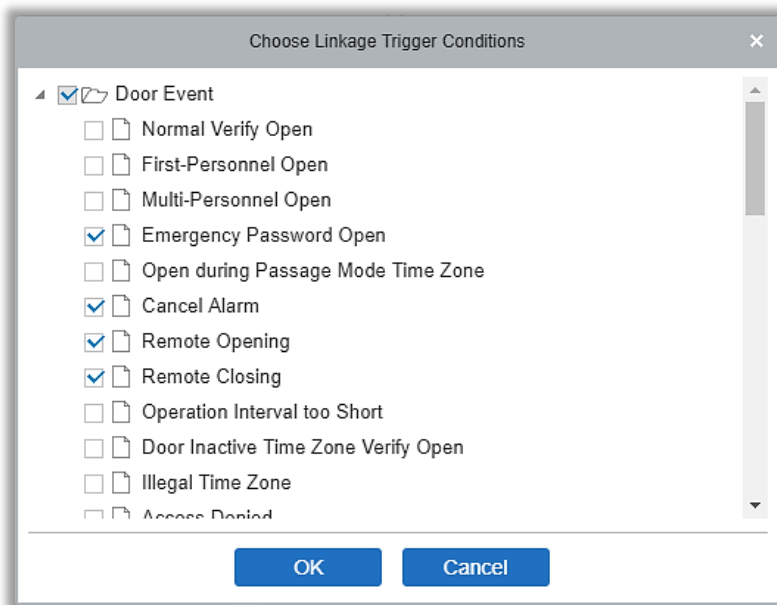 Choose Linkage Trigger Conditions
Door Event
Normal Verify Open
First-Personnel Open
Multi-Personnel Open
Emergency Password Open
Open during Passage Mode Time Zone
Cancel Alarm
Remote Opening
Remote Closing
Operation Interval too Short
Door Inactive Time Zone Verify Open
Illegal Time Zone
Access Denied
OK
Cancel